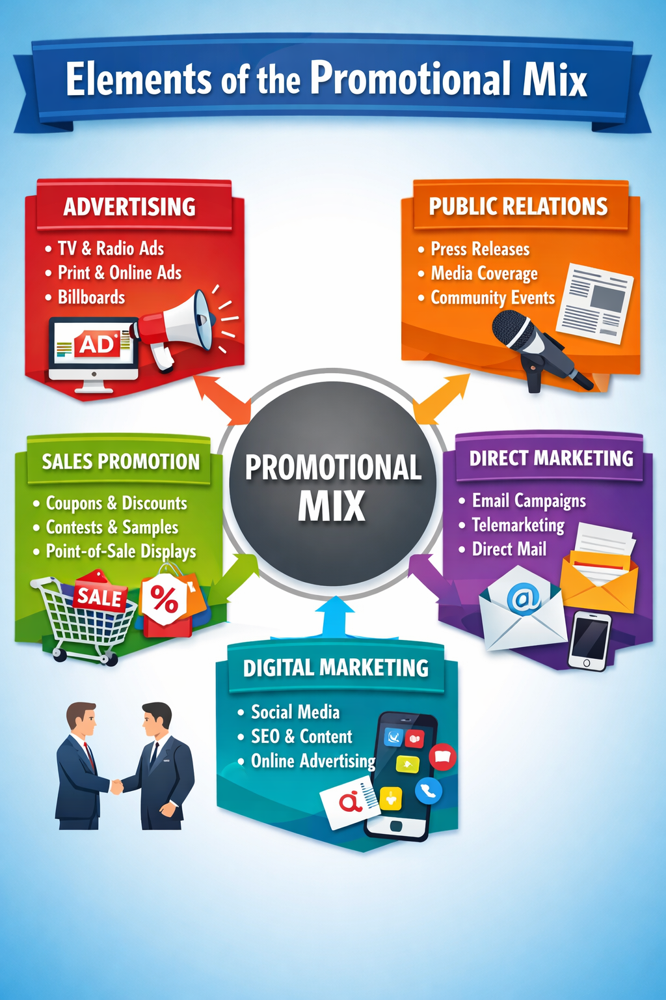 Elements of the Promotional Mix
ADVERTISING
• TV & Radio Ads
• Print & Online Ads
• Billboards
AD
PUBLIC RELATIONS
• Press Releases
• Media Coverage
• Community Events
PROMOTIONAL
MIX
SALES PROMOTION
• Coupons & Discounts
• Contests & Samples
• Point-of-Sale Displays
SALE
%
DIRECT MARKETING
• Email Campaigns
• Telemarketing
• Direct Mail
@
DIGITAL MARKETING
• Social Media
• SEO & Content
• Online Advertising